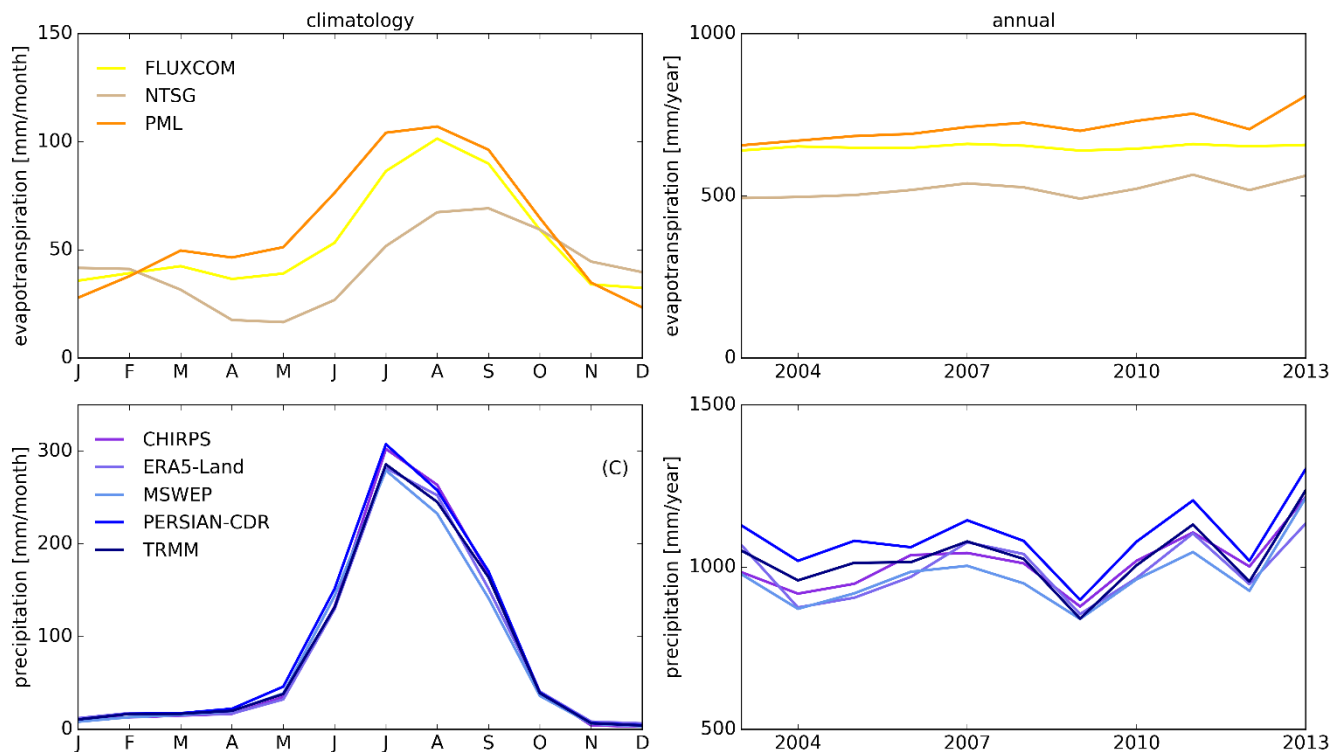 climatology
annual
evapotranspiration [mm/month]
150
100
50
0
FLUXCOM
NTSG
PML
J F M A M J J A S O N D
evapotranspiration [mm/year]
1000
500
0
2004 2007 2010 2013
precipitation [mm/month]
300
200
100
0
CHIRPS
ERA5-Land
MSWEP
PERSIAN-CDR
TRMM
(C)
J F M A M J J A S O N D
precipitation [mm/year]
1500
1000
500
2004 2007 2010 2013